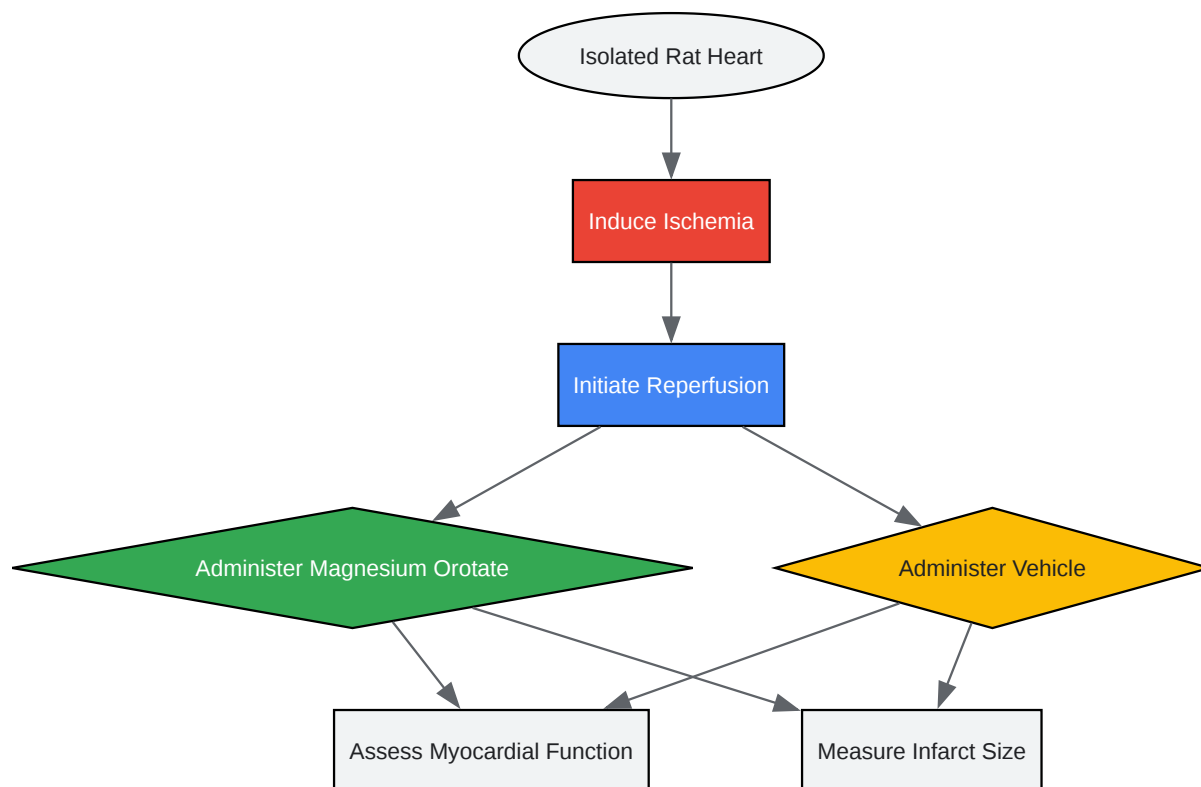 Isolated Rat Heart
Induce Ischemia
Initiate Reperfusion
Administer Magnesium Orotate
Administer Vehicle
Assess Myocardial Function
Measure Infarct Size